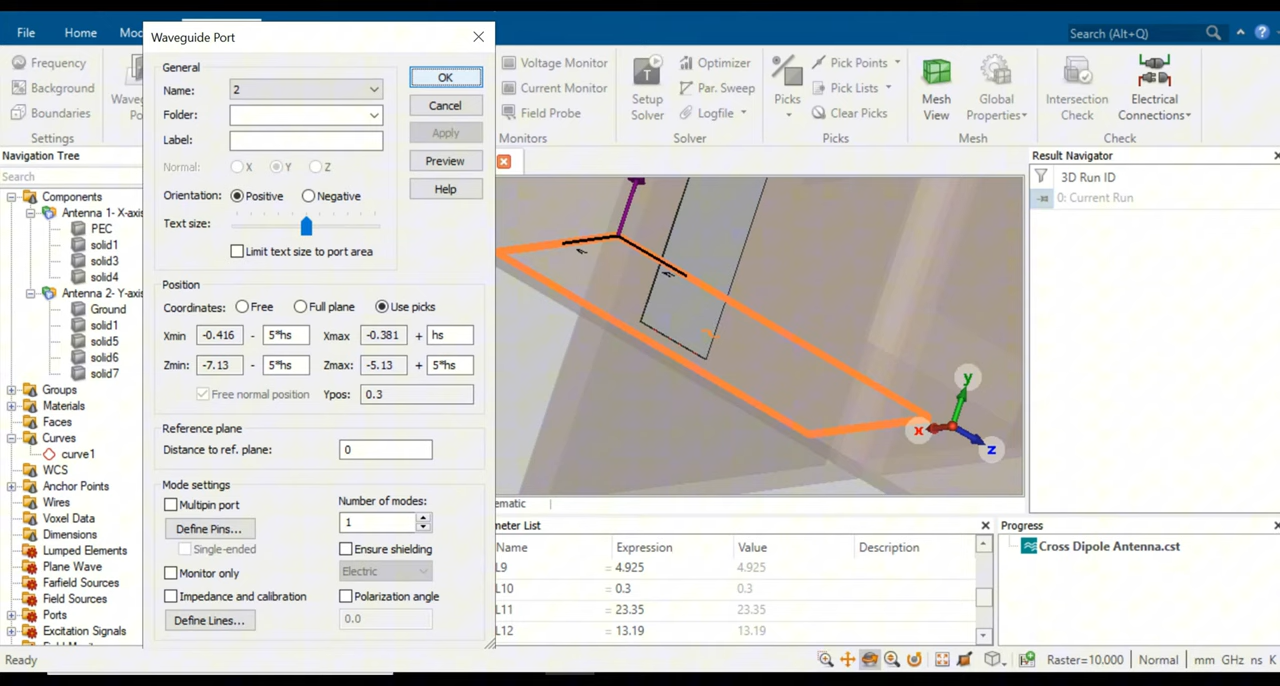 File
Home
Mod
Search (Alt+Q)
Waveguide Port
Frequency
Background
Boundaries
Settings
Voltage Monitor
Current Monitor
Field Probe
Monitors
Setup
Solver
Optimizer
Par. Sweep
Logfile
Solver
Picks
Pick Points
Pick Lists
Clear Picks
Picks
Mesh
View
Global
Properties
Mesh
Intersection
Check
Electrical
Connections
Check
General
Name: 2
Folder:
Label:
Normal: X Y Z
Orientation: Positive Negative
Text size:
Limit text size to port area
OK
Cancel
Apply
Preview
Help
Position
Coordinates: Free Full plane Use picks
Xmin -0.416 - 5*hs Xmax -0.381 + hs
Zmin: -7.13 - 5*hs Zmax: -5.13 + 5*hs
Free normal position Ypos: 0.3
Reference plane
Distance to ref. plane: 0
Mode settings
Multipin port
Define Pins...
Single-ended
Monitor only
Impedance and calibration
Define Lines...
Number of modes:
1
Ensure shielding
Electric
Polarization angle
0.0
Navigation Tree
Search
Components
Antenna 1- X-axis
PEC
solid1
solid3
solid4
Antenna 2- Y-axis
Ground
solid1
solid5
solid6
solid7
Groups
Materials
Faces
Curves
curve1
WCS
Anchor Points
Wires
Voxel Data
Dimensions
Lumped Elements
Plane Wave
Farfield Sources
Field Sources
Ports
Excitation Signals
y
x
z
Result Navigator
3D Run ID
0: Current Run
ematic
meter List
Name Expression Value Description
L9 = 4.925 4.925
L10 = 0.3 0.3
L11 = 23.35 23.35
L12 = 13.19 13.19
Progress
Cross Dipole Antenna.cst
Ready
Raster=10.000 Normal mm GHz ns K